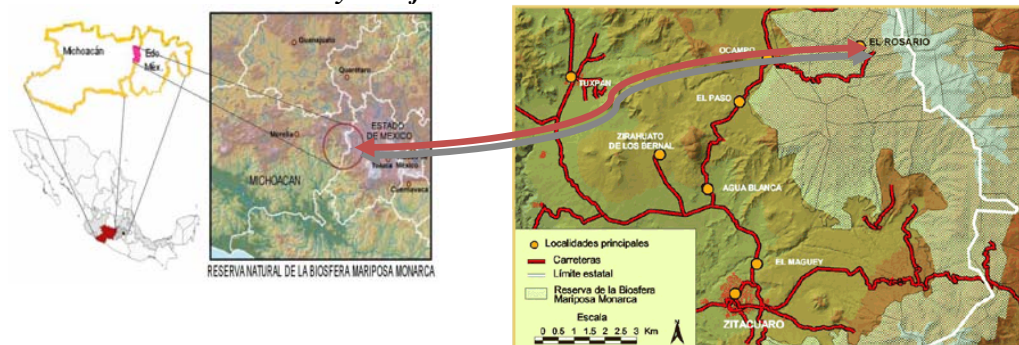 Michoacán
Edo.
Méx.
Guanajuato
Querétaro
ESTADO
DE MEXICO
Morelia
Toluca México
Cuernavaca
MICHOACAN
RESERVA NATURAL DE LA BIOSFERA MARIPOSA MONARCA
EL ROSARIO
OCAMPO
TUXPAN
EL PASO
ZIRAHUATO
DE LOS BERNAL
AGUA BLANCA
EL MAGUEY
ZITACUARO
Localidades principales
Carreteras
Límite estatal
Reserva de la Biosfera
Mariposa Monarca
Escala
0 0.5 1 1.5 2 2.5 3 Km